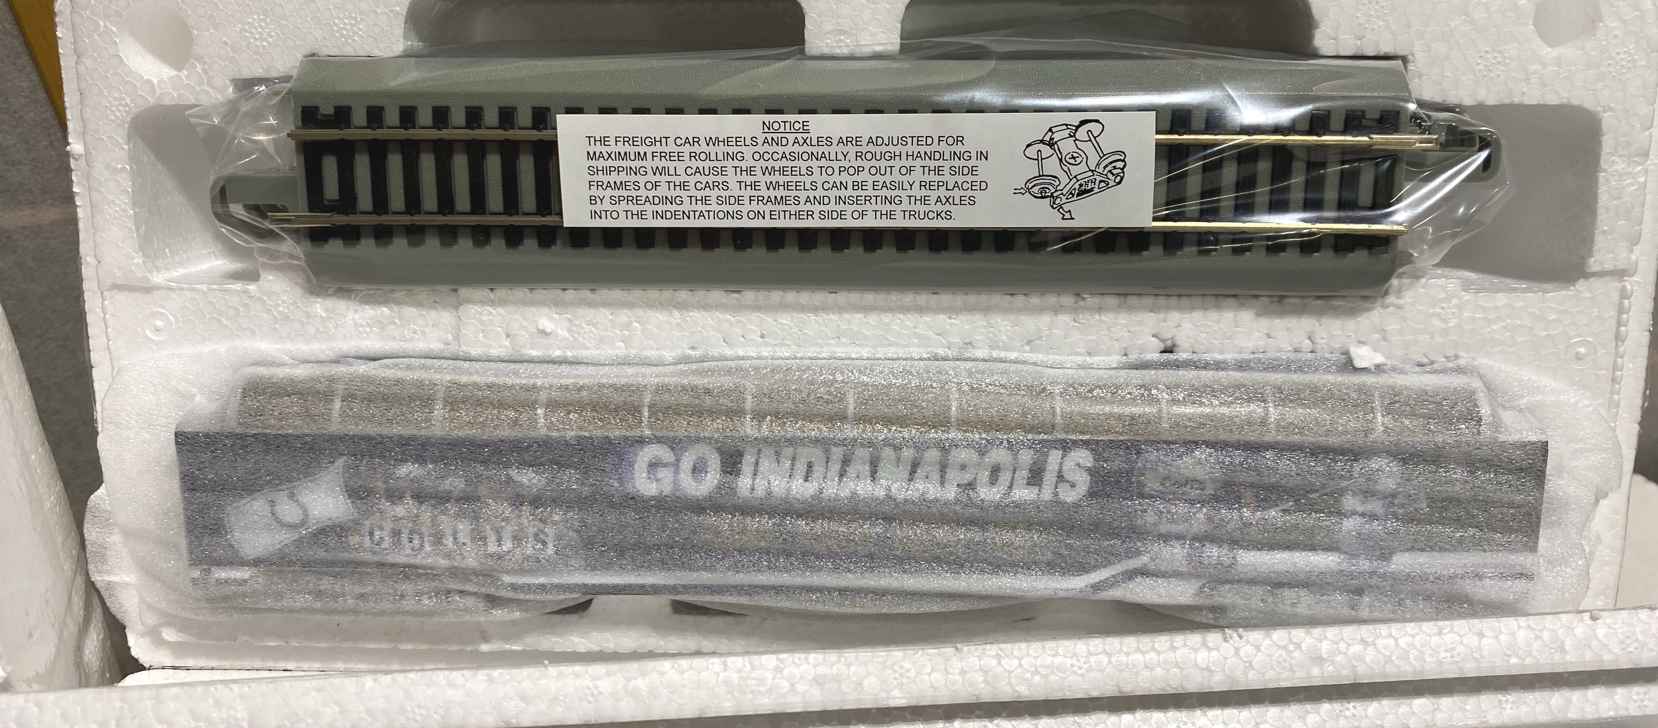 NOTICE
THE FREIGHT CAR WHEELS AND AXLES ARE ADJUSTED FOR
MAXIMUM FREE ROLLING. OCCASIONALLY, ROUGH HANDLING IN
SHIPPING WILL CAUSE THE WHEELS TO POP OUT OF THE SIDE
FRAMES OF THE CARS. THE WHEELS CAN BE EASILY REPLACED
BY SPREADING THE SIDE FRAMES AND INSERTING THE AXLES
INTO THE INDENTATIONS ON EITHER SIDE OF THE TRUCKS.
GO INDIANAPOLIS